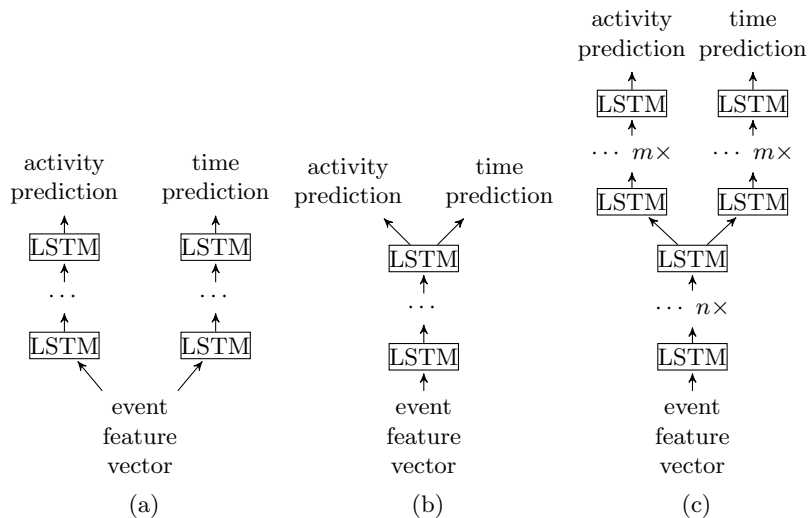 activity
prediction
time
prediction
LSTM
LSTM
···
···
LSTM
LSTM
event
feature
vector
(a)
activity
prediction
time
prediction
LSTM
···
LSTM
event
feature
vector
(b)
activity
prediction
time
prediction
LSTM
LSTM
··· m×
··· m×
LSTM
LSTM
LSTM
··· n×
LSTM
event
feature
vector
(c)